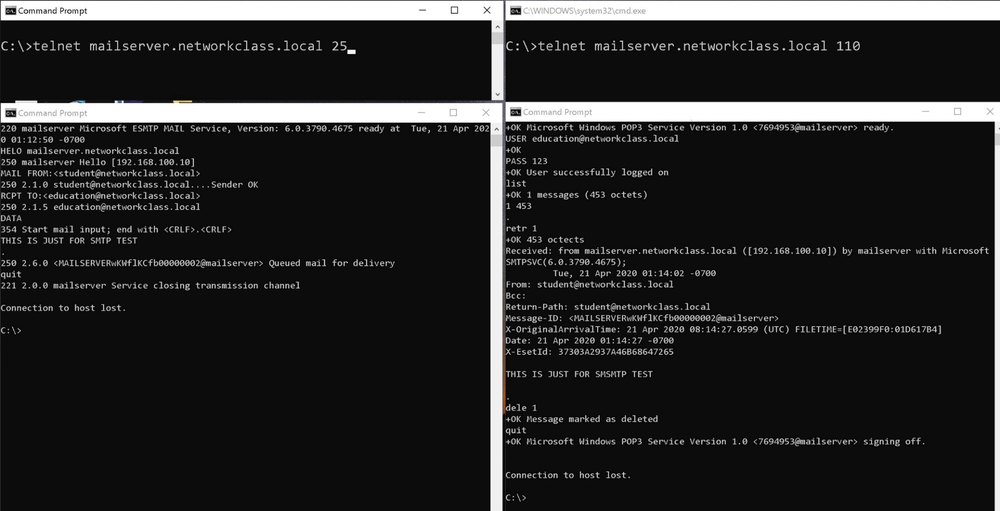 Command Prompt
C:\>telnet mailserver.networkclass.local 25
C:\WINDOWS\system32\cmd.exe
C:\>telnet mailserver.networkclass.local 110
Command Prompt
220 mailserver Microsoft ESMTP MAIL Service, Version: 6.0.3790.4675 ready at  Tue, 21 Apr 202
0 01:12:50 -0700
HELO mailserver.networkclass.local
250 mailserver Hello [192.168.100.10]
MAIL FROM:<student@networkclass.local>
250 2.1.0 student@networkclass.local....Sender OK
RCPT TO:<education@networkclass.local>
250 2.1.5 education@networkclass.local
DATA
354 Start mail input; end with <CRLF>.<CRLF>
THIS IS JUST FOR SMTP TEST
.
250 2.6.0 <MAILSERVERwKWflKCfb00000002@mailserver> Queued mail for delivery
quit
221 2.0.0 mailserver Service closing transmission channel
Connection to host lost.
C:\>
Command Prompt
+OK Microsoft Windows POP3 Service Version 1.0 <7694953@mailserver> ready.
USER education@networkclass.local
+OK
PASS 123
+OK User successfully logged on
list
+OK 1 messages (453 octets)
1 453
.
retr 1
+OK 453 octects
Received: from mailserver.networkclass.local ([192.168.100.10]) by mailserver with Microsoft
SMTPSVC(6.0.3790.4675);
Tue, 21 Apr 2020 01:14:02 -0700
From: student@networkclass.local
Bcc:
Return-Path: student@networkclass.local
Message-ID: <MAILSERVERwKWflKCfb00000002@mailserver>
X-OriginalArrivalTime: 21 Apr 2020 08:14:27.0599 (UTC) FILETIME=[E02399F0:01D617B4]
Date: 21 Apr 2020 01:14:27 -0700
X-EsetId: 37303A2937A46B68647265
THIS IS JUST FOR SMSMTP TEST
.
dele 1
+OK Message marked as deleted
quit
+OK Microsoft Windows POP3 Service Version 1.0 <7694953@mailserver> signing off.
Connection to host lost.
C:\>